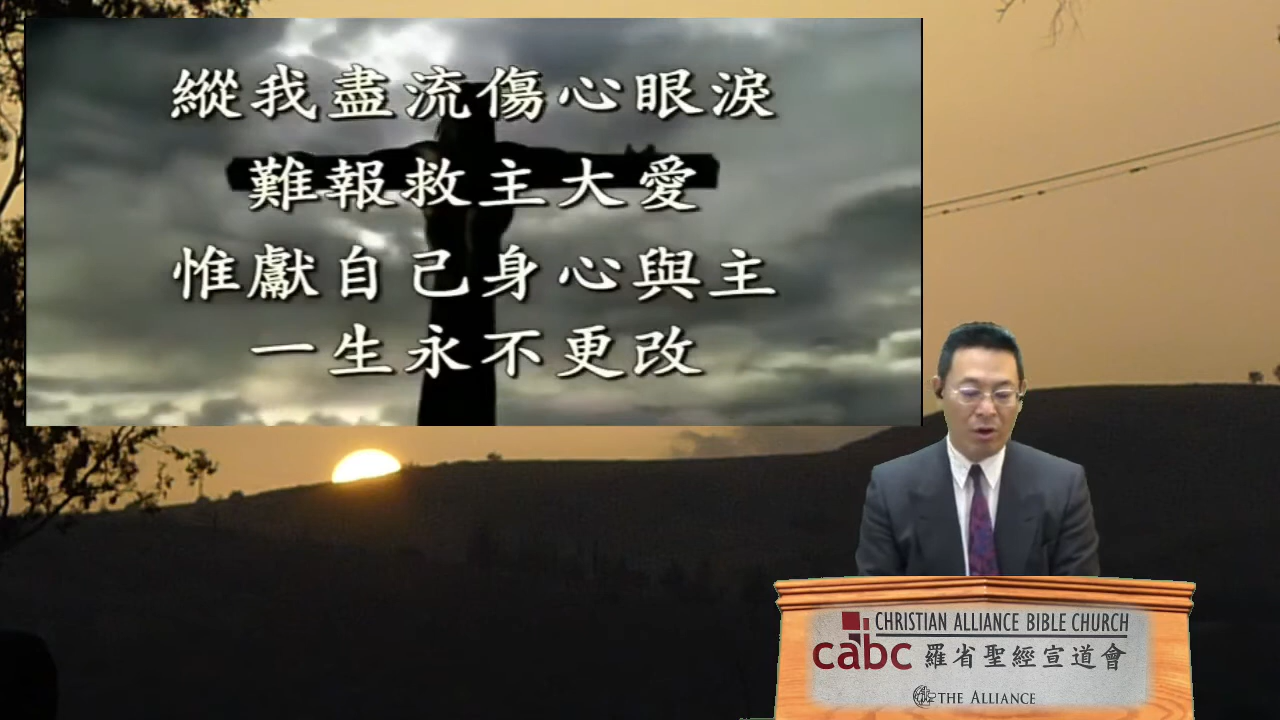 縱我盡流傷心眼淚
難報救主大愛
惟獻自己身心與主
一生永不更改
CHRISTIAN ALLIANCE BIBLE CHURCH
cabc 羅省聖經宣道會
THE ALLIANCE